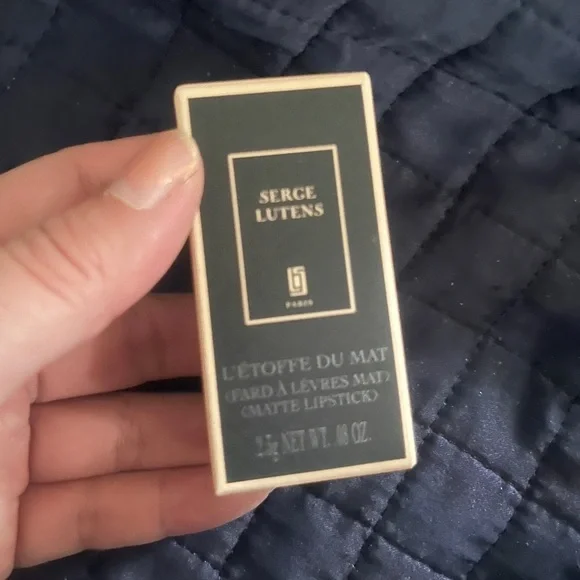 SERGE
LUTENS
PARIS
L'ÉTOFFE DU MAT
(FARD À LÈVRES MAT)
(MATTE LIPSTICK)
NET WT. .08 OZ.